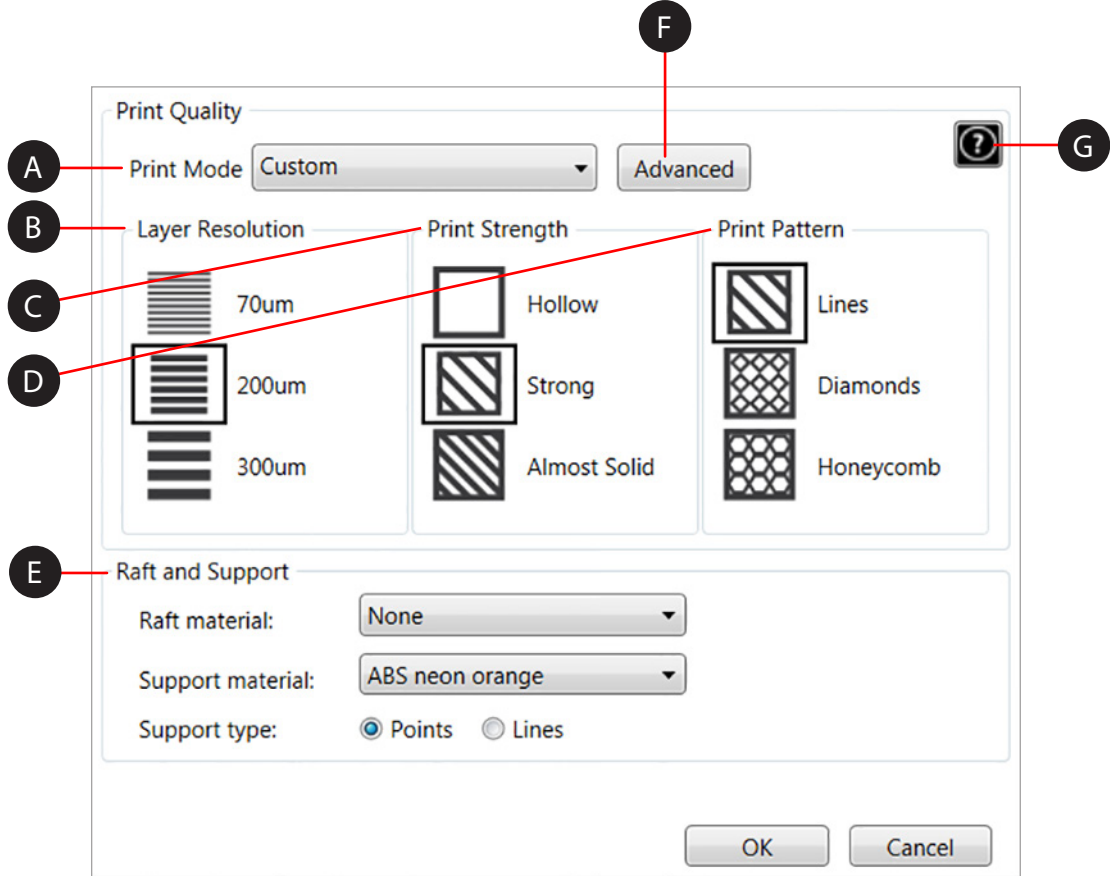 F
Print Quality
A
Print Mode
Custom
Advanced
?
G
B
Layer Resolution
Print Strength
Print Pattern
C
70um
Hollow
Lines
D
200um
Strong
Diamonds
300um
Almost Solid
Honeycomb
E
Raft and Support
Raft material:
None
Support material:
ABS neon orange
Support type:
Points
Lines
OK
Cancel